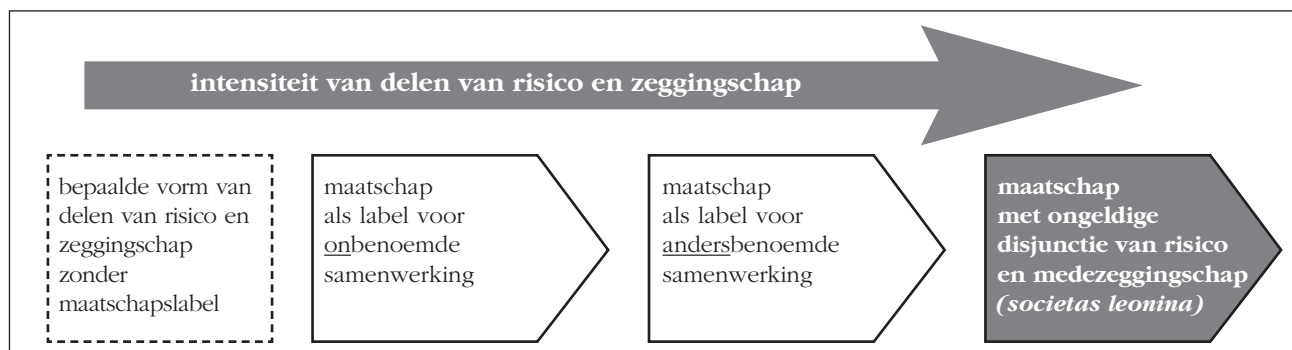 intensiteit van delen van risico en zeggingschap
bepaalde vorm van
delen van risico en
zeggingschap
zonder
maatschapslabel
maatschap
als label voor
onbenoemde
samenwerking
maatschap
als label voor
andersbenoemde
samenwerking
maatschap
met ongeldige
disjunctie van risico
en medezeggingschap
(societas leonina)